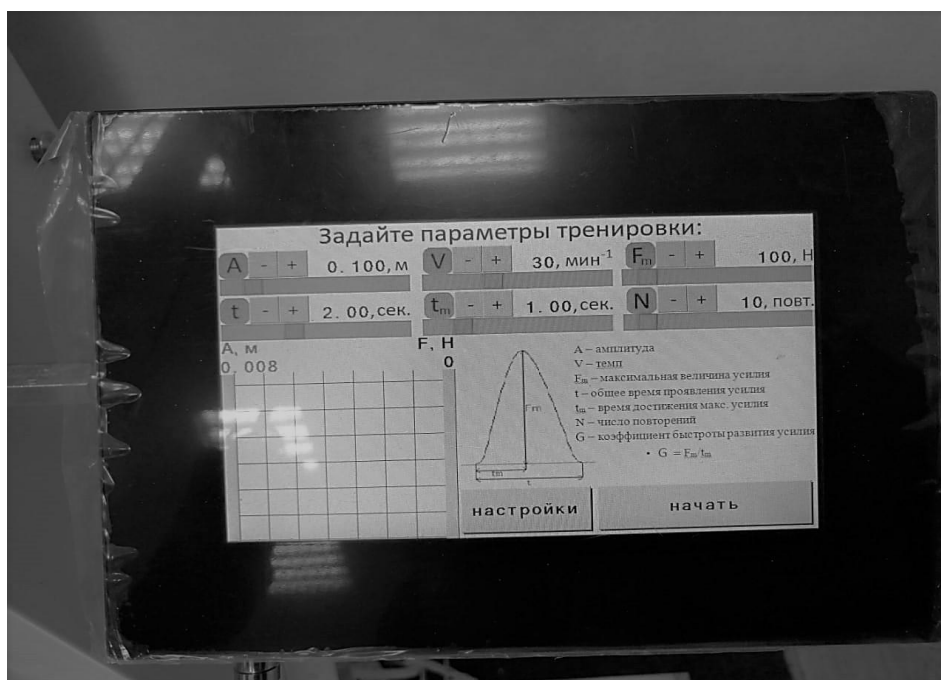 Задайте параметры тренировки:
A - + 0.100,м V - + 30,мин⁻¹ Fm - + 100,Н
t - + 2.00,сек. tm - + 1.00,сек. N - + 10,повт.
А, м F, Н
0.008 0
А – амплитуда
V – темп
Fm – максимальная величина усилия
t – общее время проявления усилия
tm – время достижения макс. усилия
N – число повторений
G – коэффициент быстроты развития усилия
• G = Fm/tm
Fm
tm
t
настройки начать